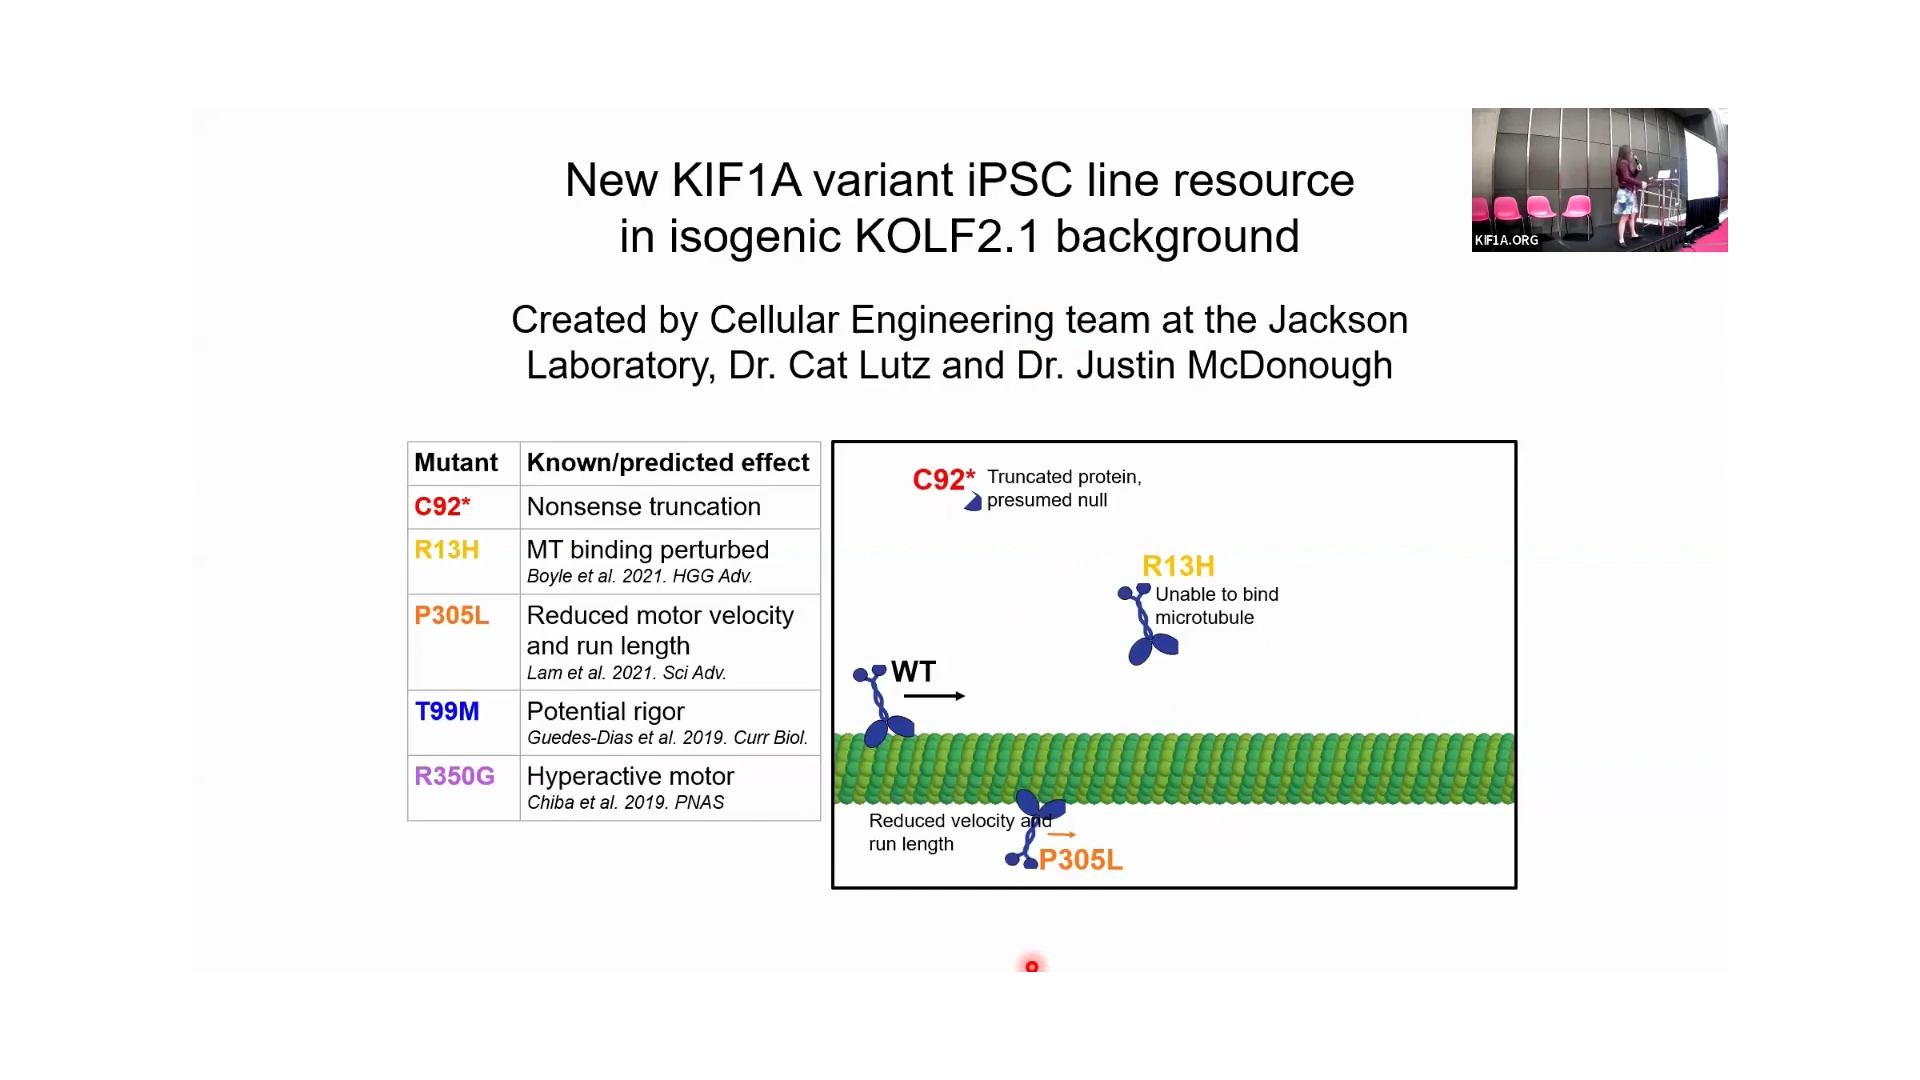 New KIF1A variant iPSC line resource
in isogenic KOLF2.1 background
KIF1A.ORG
Created by Cellular Engineering team at the Jackson
Laboratory, Dr. Cat Lutz and Dr. Justin McDonough
Mutant Known/predicted effect
C92* Nonsense truncation
R13H MT binding perturbed
Boyle et al. 2021. HGG Adv.
P305L Reduced motor velocity
and run length
Lam et al. 2021. Sci Adv.
T99M Potential rigor
Guedes-Dias et al. 2019. Curr Biol.
R350G Hyperactive motor
Chiba et al. 2019. PNAS
C92* Truncated protein,
presumed null
R13H
Unable to bind
microtubule
WT
Reduced velocity and
run length
P305L